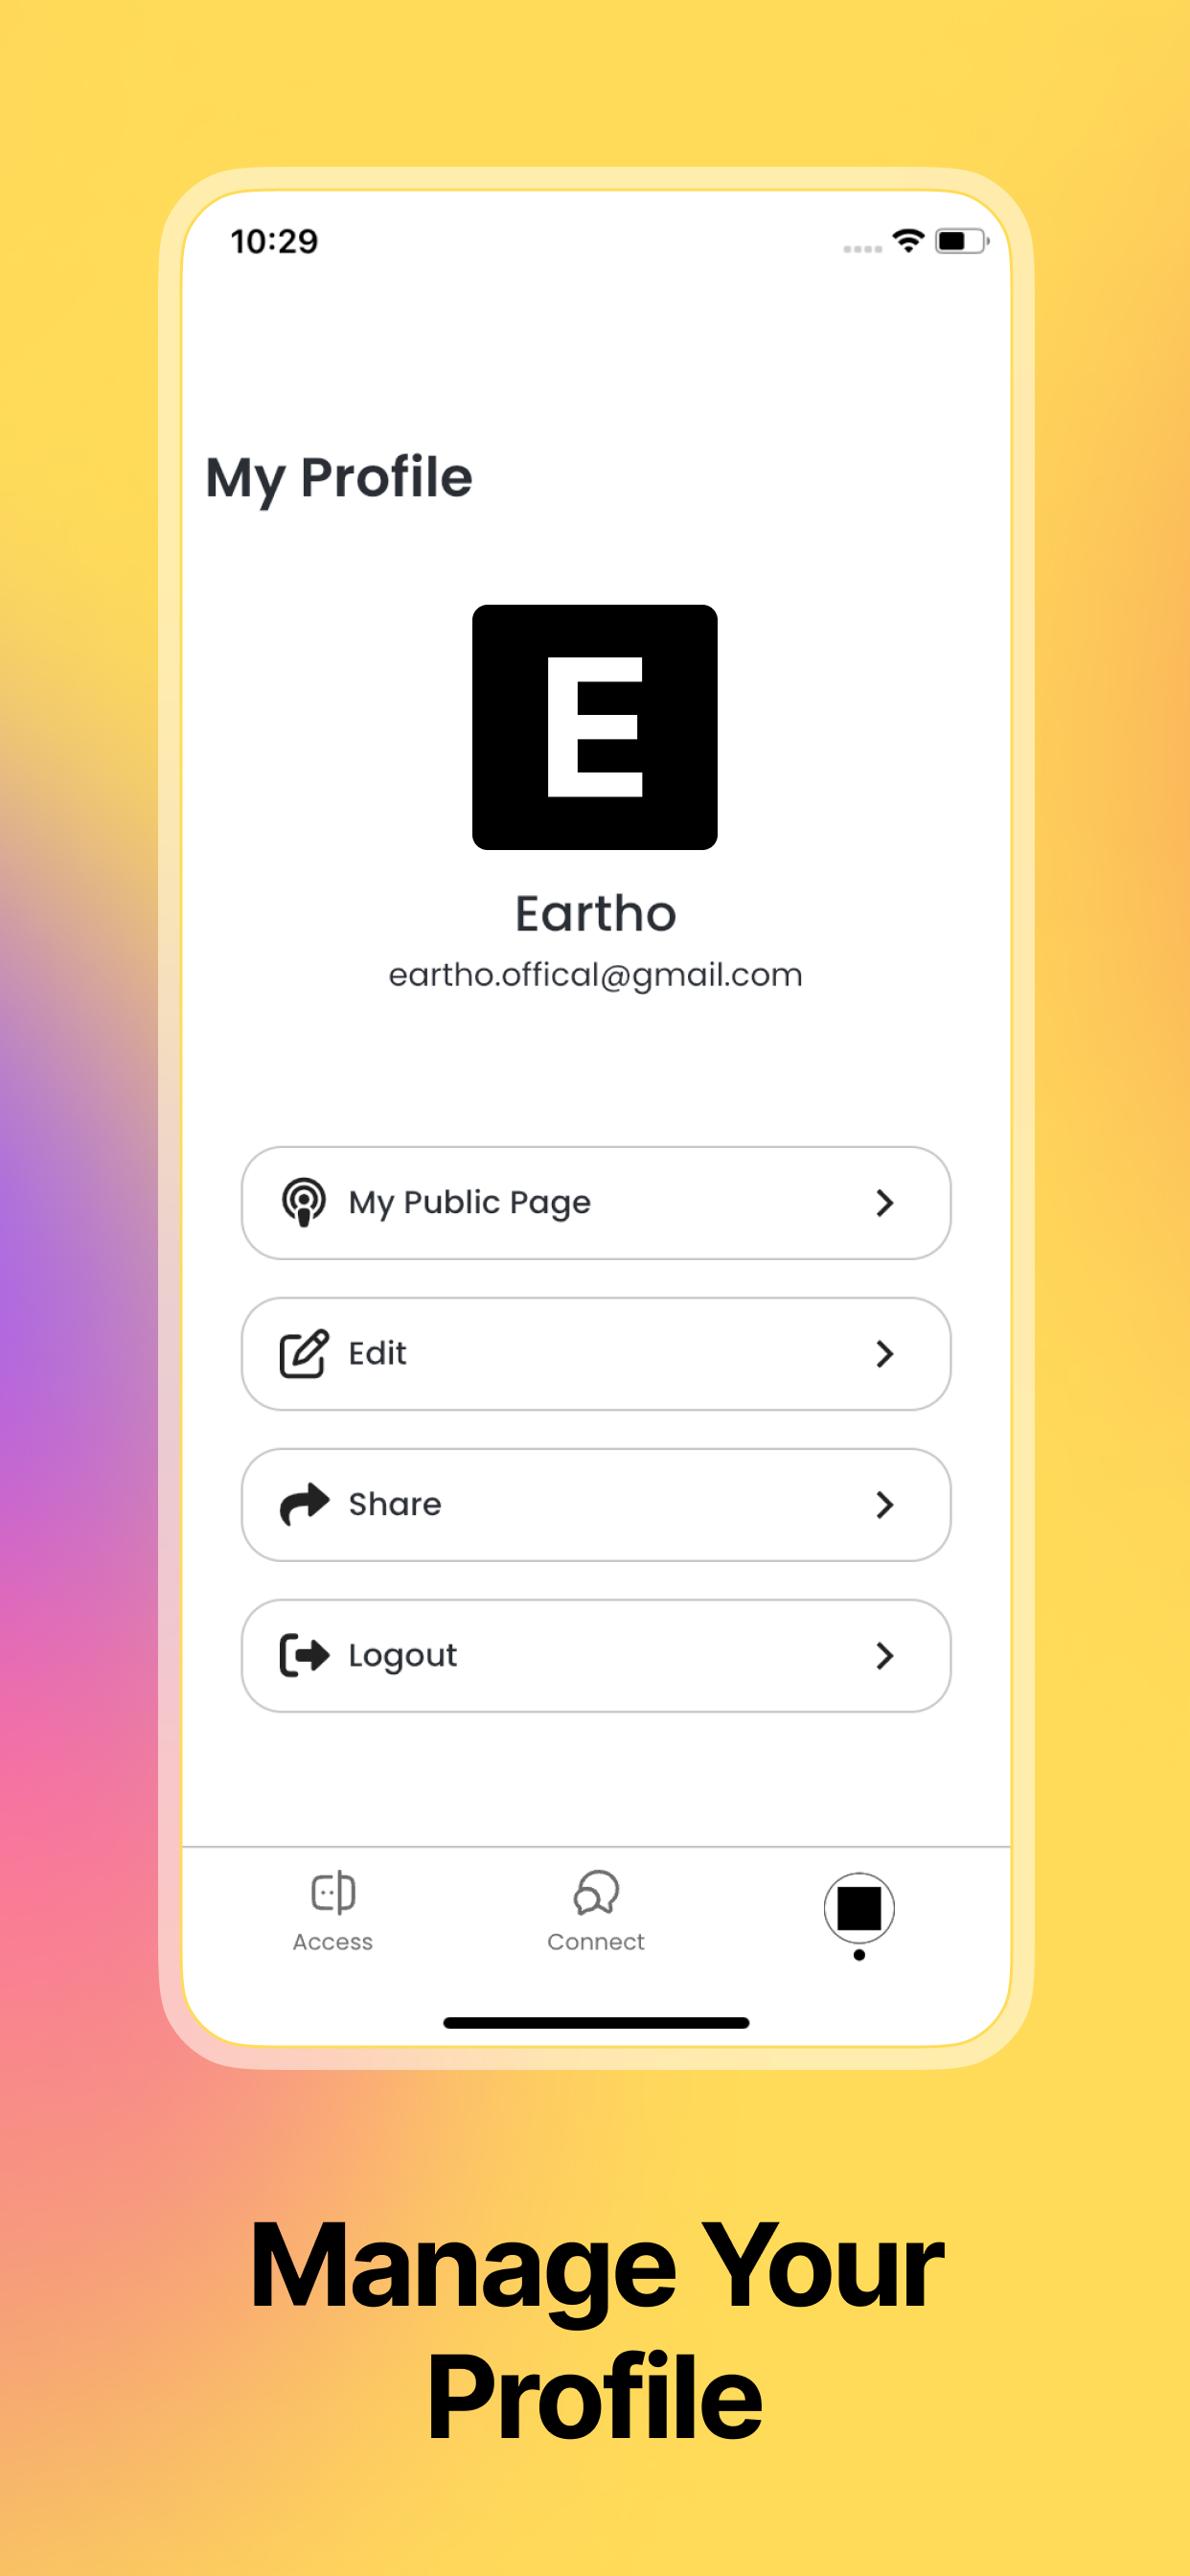 10:29
My Profile
E
Eartho
eartho.offical@gmail.com
My Public Page
Edit
Share
Logout
Access
Connect
Manage Your
Profile